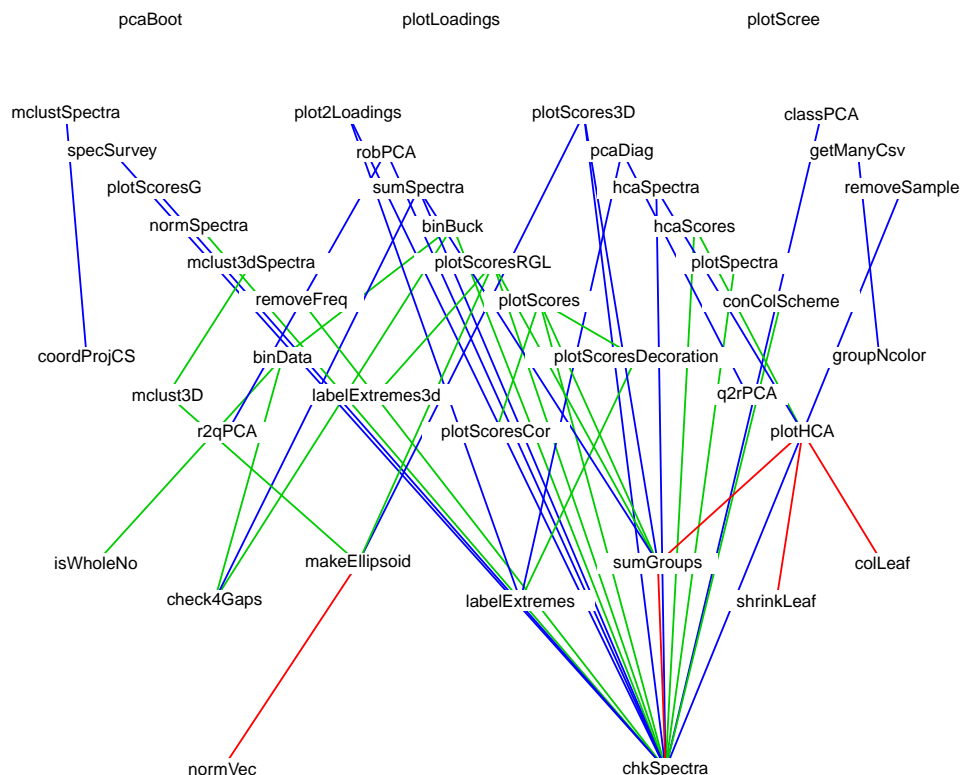 pcaBoot
plotLoadings
plotScree
mclustSpectra
plot2Loadings
plotScores3D
classPCA
specSurvey
robPCA
pcaDiag
getManyCsv
plotScoresG
sumSpectra
hcaSpectra
removeSample
normSpectra
binBuck
hcaScores
mclust3dSpectra
plotScoresRGL
plotSpectra
removeFreq
plotScores
conColScheme
coordProjCS
binData
plotScoresDecoration
groupNcolor
mclust3D
labelExtremes3d
q2rPCA
r2qPCA
plotScoresCor
plotHCA
isWholeNo
makeEllipsoid
sumGroups
colLeaf
check4Gaps
labelExtremes
shrinkLeaf
normVec
chkSpectra